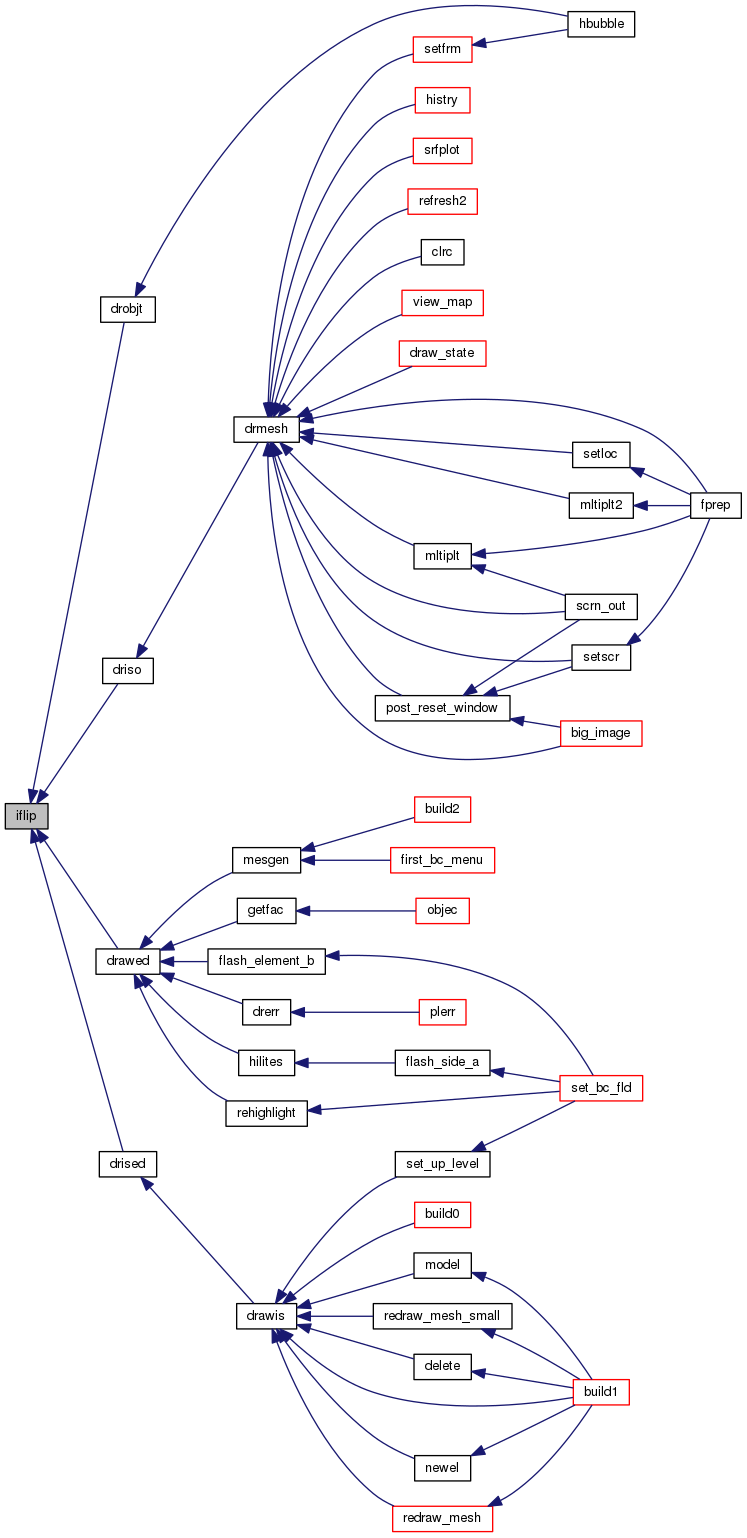 hbubble
setfrm
histry
srfplot
refresh2
clrc
view_map
drobjt
draw_state
drmesh
setloc
mltiplt2
fprep
mltiplt
scrn_out
setscr
driso
post_reset_window
big_image
iflip
build2
mesgen
first_bc_menu
getfac
objec
drawed
flash_element_b
drerr
plerr
hilites
flash_side_a
set_bc_fld
rehighlight
drised
set_up_level
build0
model
drawis
redraw_mesh_small
delete
build1
newel
redraw_mesh